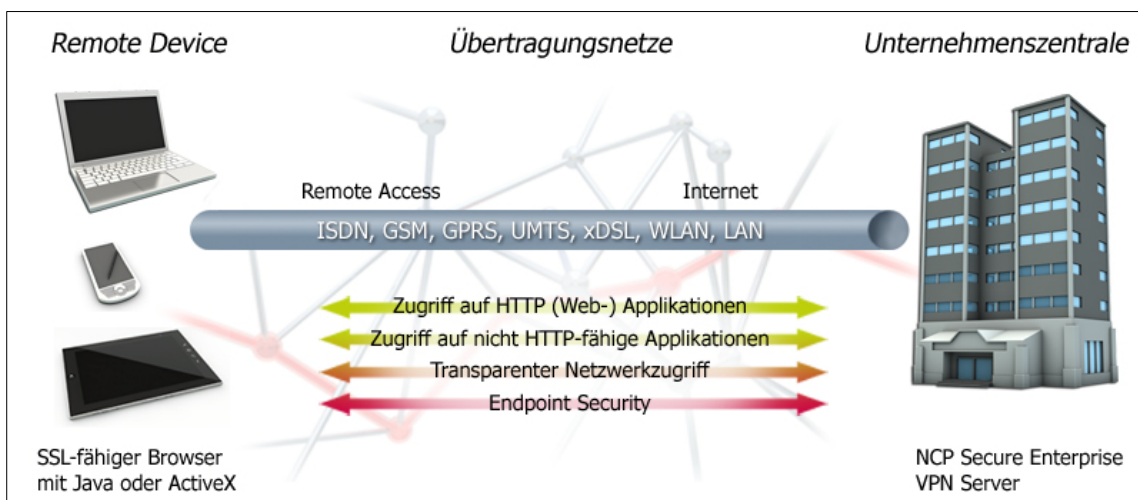 Remote Device
Übertragungsnetze
Unternehmenszentrale
Remote Access
Internet
ISDN, GSM, GPRS, UMTS, xDSL, WLAN, LAN
Zugriff auf HTTP (Web-) Applikationen
Zugriff auf nicht HTTP-fähige Applikationen
Transparenter Netzwerkzugriff
Endpoint Security
SSL-fähiger Browser
mit Java oder ActiveX
NCP Secure Enterprise
VPN Server